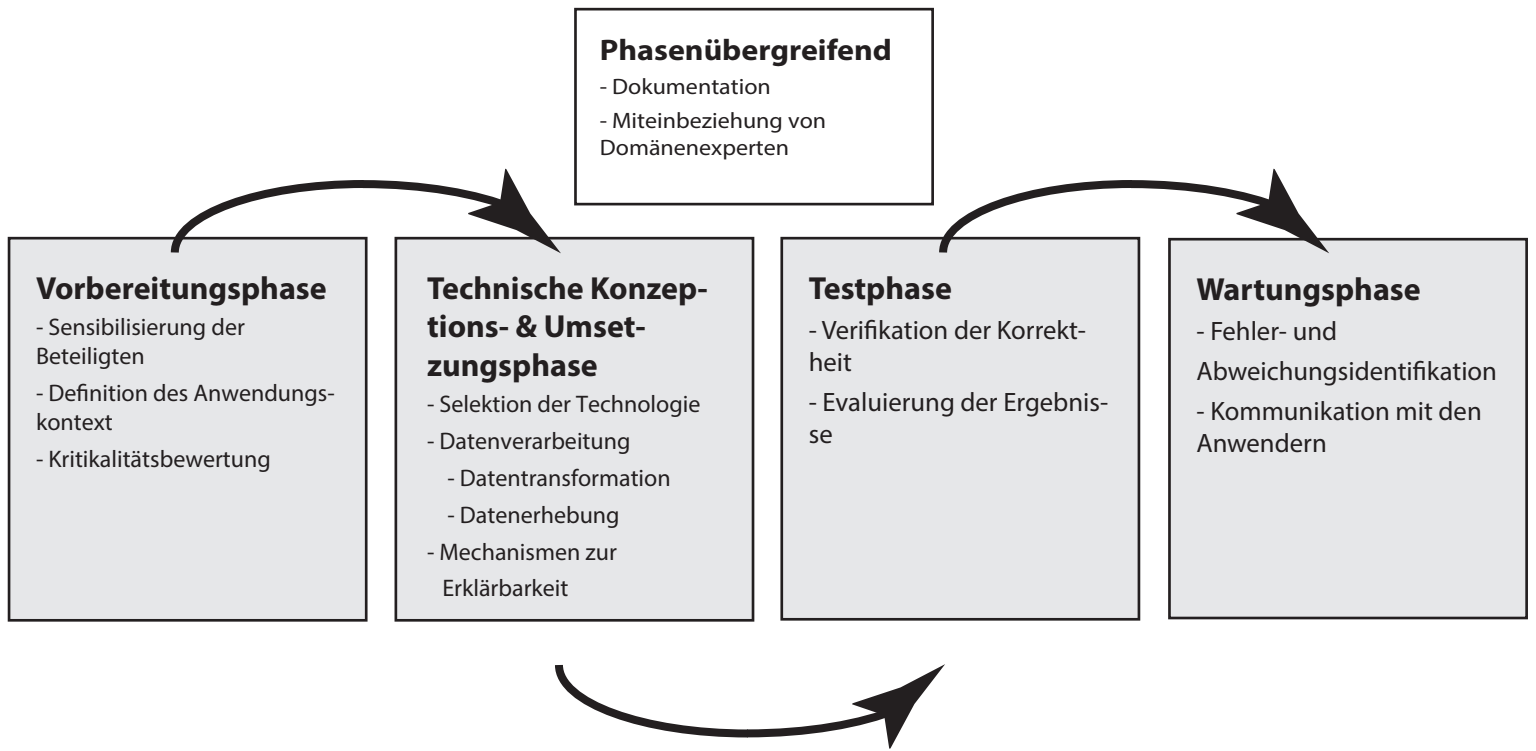 Phasenübergreifend
- Dokumentation
- Miteinbeziehung von
Domänenexperten
Vorbereitungsphase
- Sensibilisierung der
Beteiligten
- Definition des Anwendungs-
kontext
- Kritikalitätsbewertung
Technische Konzep-
tions- & Umset-
zungsphase
- Selektion der Technologie
- Datenverarbeitung
- Datentransformation
- Datenerhebung
- Mechanismen zur
Erklärbarkeit
Testphase
- Verifikation der Korrekt-
heit
- Evaluierung der Ergebnis-
se
Wartungsphase
- Fehler- und
Abweichungsidentifikation
- Kommunikation mit den
Anwendern